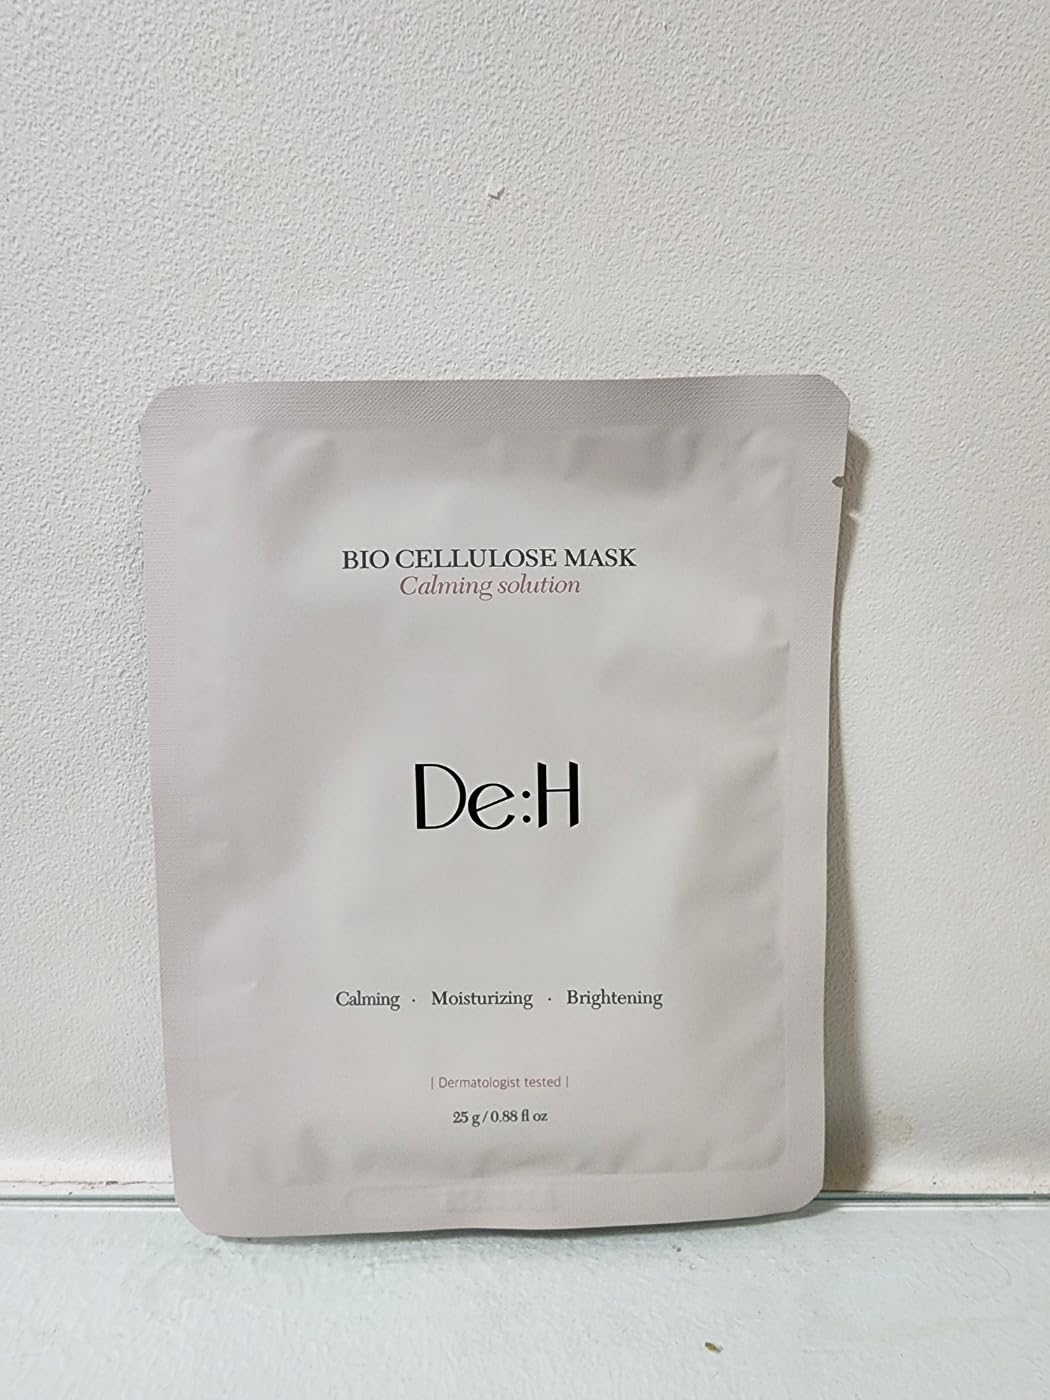 BIO CELLULOSE MASK
Calming solution
De:H
Calming · Moisturizing · Brightening
| Dermatologist tested |
25 g / 0.88 fl oz